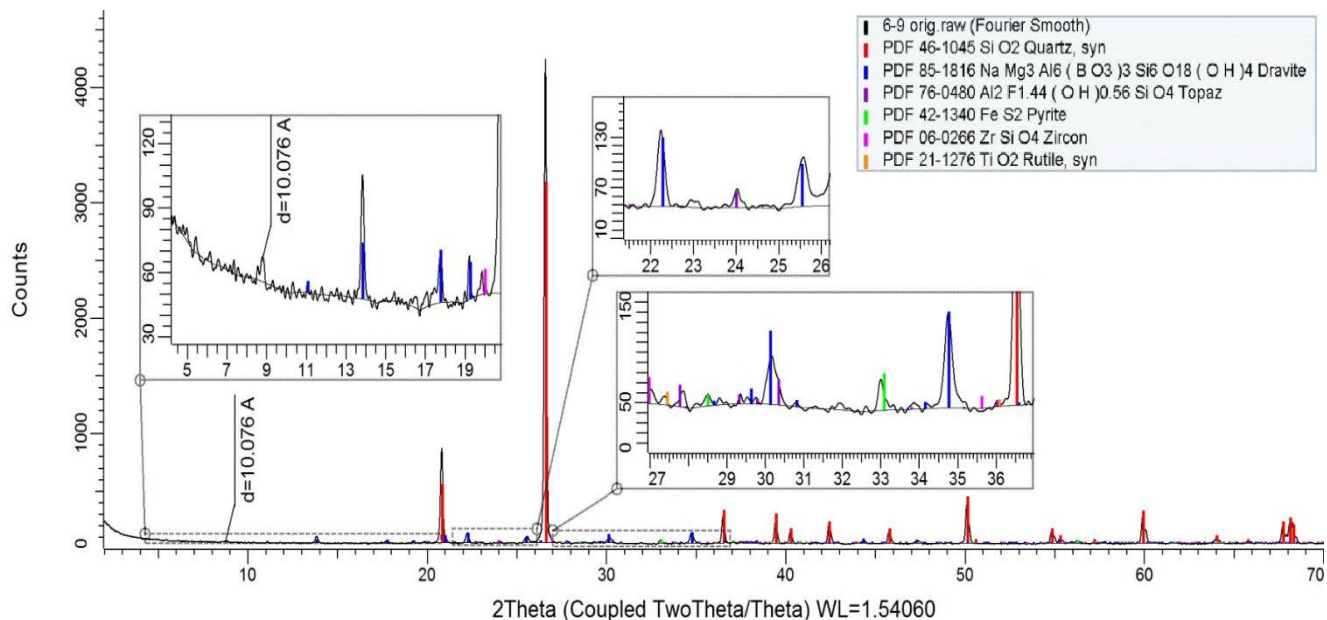 6-9 orig.raw (Fourier Smooth)
PDF 46-1045 Si O2 Quartz, syn
PDF 85-1816 Na Mg3 Al6 ( B O3 )3 Si6 O18 ( O H )4 Dravite
PDF 76-0480 Al2 F1.44 ( O H )0.56 Si O4 Topaz
PDF 42-1340 Fe S2 Pyrite
PDF 06-0266 Zr Si O4 Zircon
PDF 21-1276 Ti O2 Rutile, syn
Counts
4000
3000
2000
1000
0
120
90
60
30
d=10.076 A
5 7 9 11 13 15 17 19
130
70
10
22 23 24 25 26
150
50
0
27 29 30 31 32 33 34 35 36
d=10.076 A
10 20 30 40 50 60 70
2Theta (Coupled TwoTheta/Theta) WL=1.54060